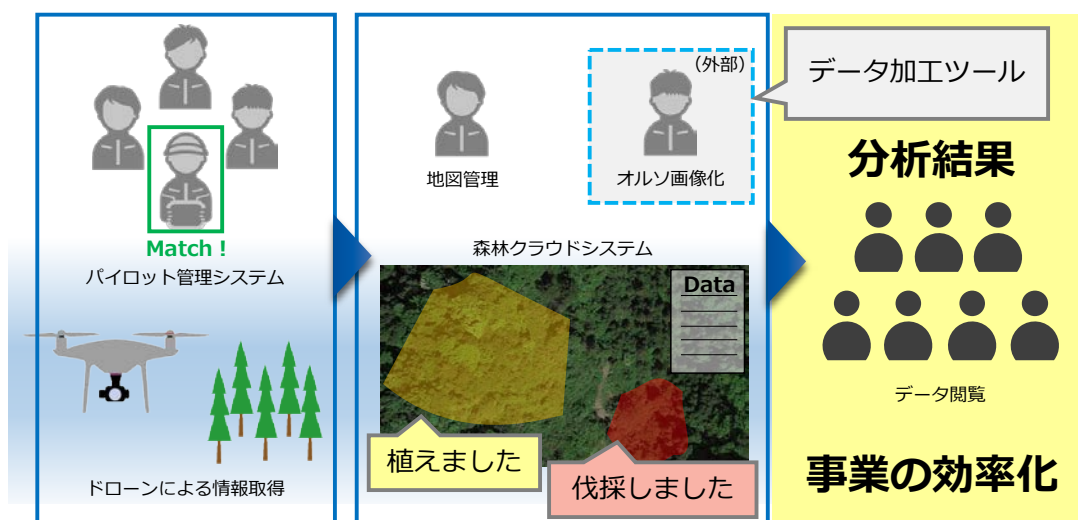 Match！
パイロット管理システム
ドローンによる情報取得
地図管理
（外部）
オルソ画像化
データ加工ツール
森林クラウドシステム
Data
植えました
伐採しました
分析結果
データ閲覧
事業の効率化